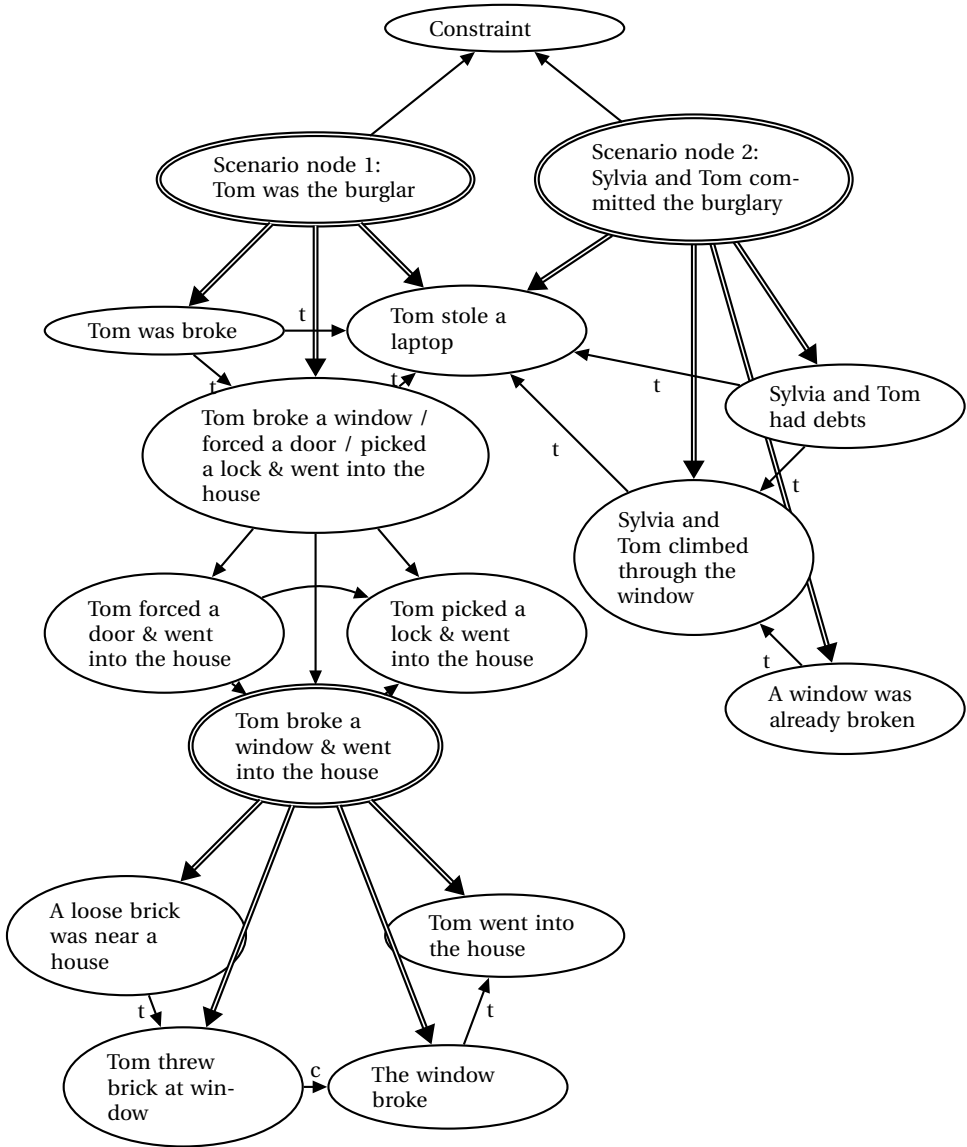 Constraint
Scenario node 1:
Tom was the burglar
Scenario node 2:
Sylvia and Tom com-
mitted the burglary
Tom was broke
t
Tom stole a
laptop
t
t
t
Sylvia and Tom
had debts
Tom broke a window /
forced a door / picked
a lock & went into the
house
t
t
Sylvia and
Tom climbed
through the
window
Tom forced a
door & went
into the house
Tom picked a
lock & went
into the house
t
A window was
already broken
Tom broke a
window & went
into the house
A loose brick
was near a
house
Tom went into
the house
t
t
Tom threw
brick at win-
dow
c
The window
broke